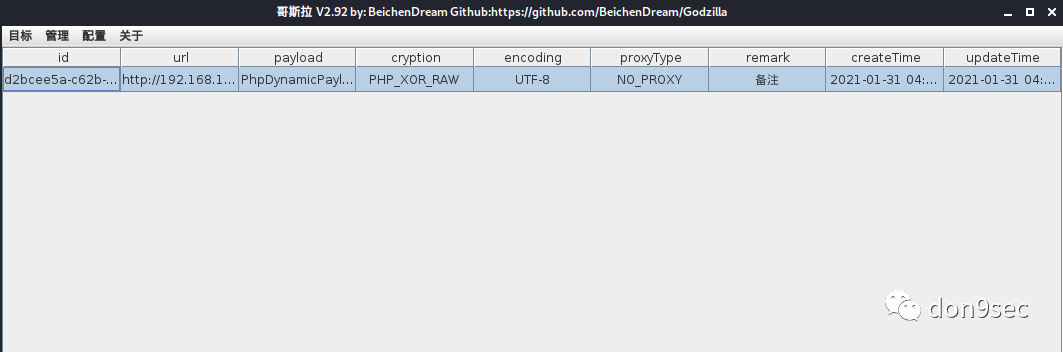 哥斯拉 V2.92 by: BeichenDream Github:https://github.com/BeichenDream/Godzilla
目标 管理 配置 关于
id url payload cryption encoding proxyType remark createTime updateTime
d2bcee5a-c62b-... http://192.168.1... PhpDynamicPayl... PHP_XOR_RAW UTF-8 NO_PROXY 备注 2021-01-31 04:... 2021-01-31 04:...
don9sec